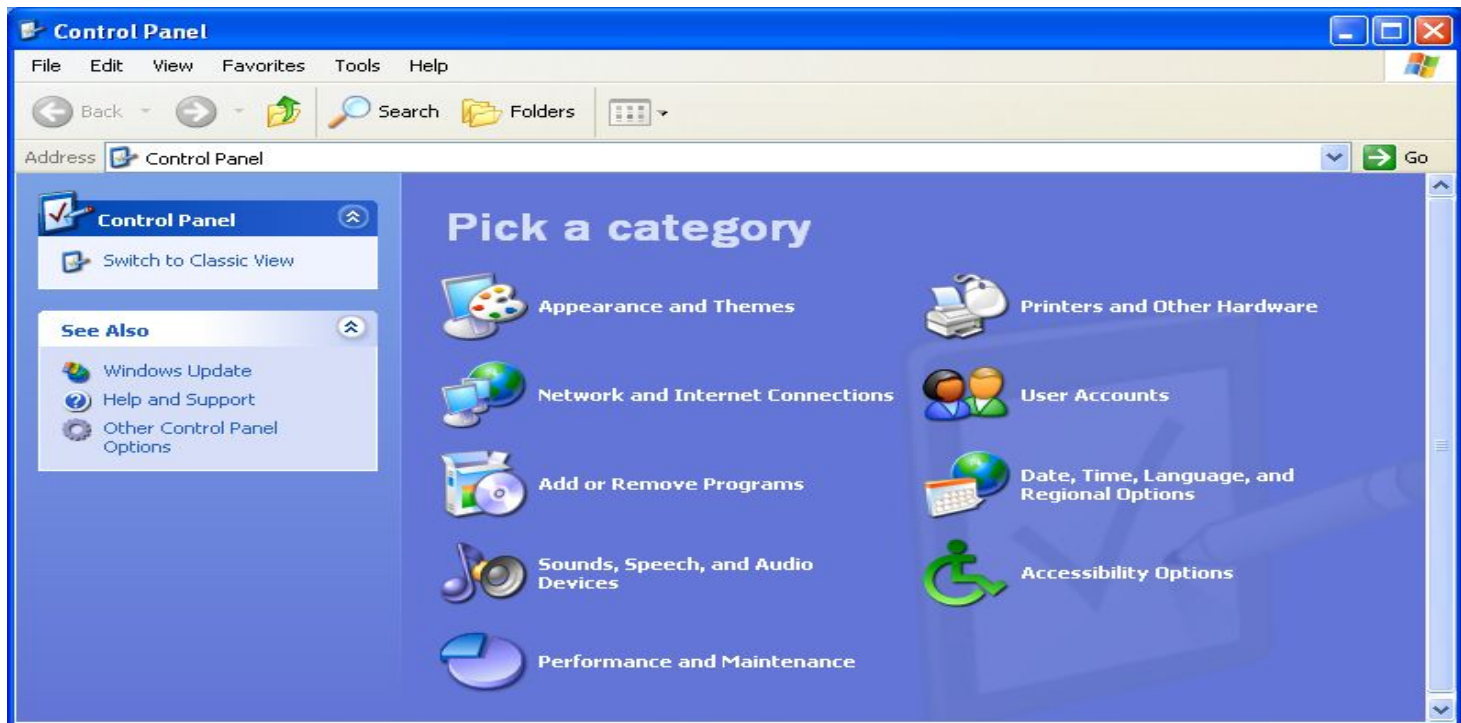 Control Panel
File Edit View Favorites Tools Help
Back Search Folders
Address Control Panel Go
Control Panel
Switch to Classic View
See Also
Windows Update
Help and Support
Other Control Panel
Options
Pick a category
Appearance and Themes
Printers and Other Hardware
Network and Internet Connections
User Accounts
Add or Remove Programs
Date, Time, Language, and
Regional Options
Sounds, Speech, and Audio
Devices
Accessibility Options
Performance and Maintenance